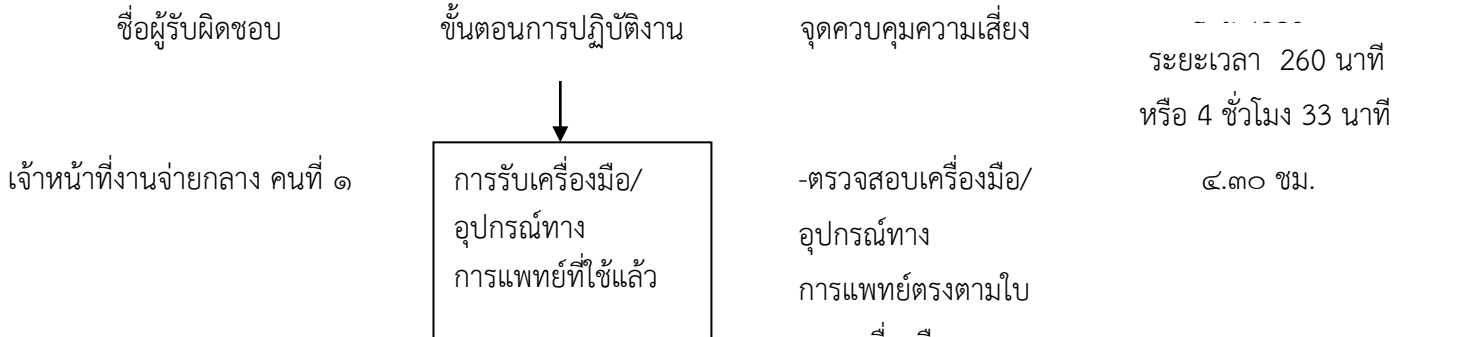 ชื่อผู้รับผิดชอบ ขั้นตอนการปฏิบัติงาน จุดควบคุมความเสี่ยง
ระยะเวลา 260 นาที
หรือ 4 ชั่วโมง 33 นาที
เจ้าหน้าที่งานจ่ายกลาง คนที่ ๑ การรับเครื่องมือ/ -ตรวจสอบเครื่องมือ/ ๔.๓๐ ชม.
อุปกรณ์ทาง อุปกรณ์ทาง
การแพทย์ที่ใช้แล้ว การแพทย์ตรงตามใบ